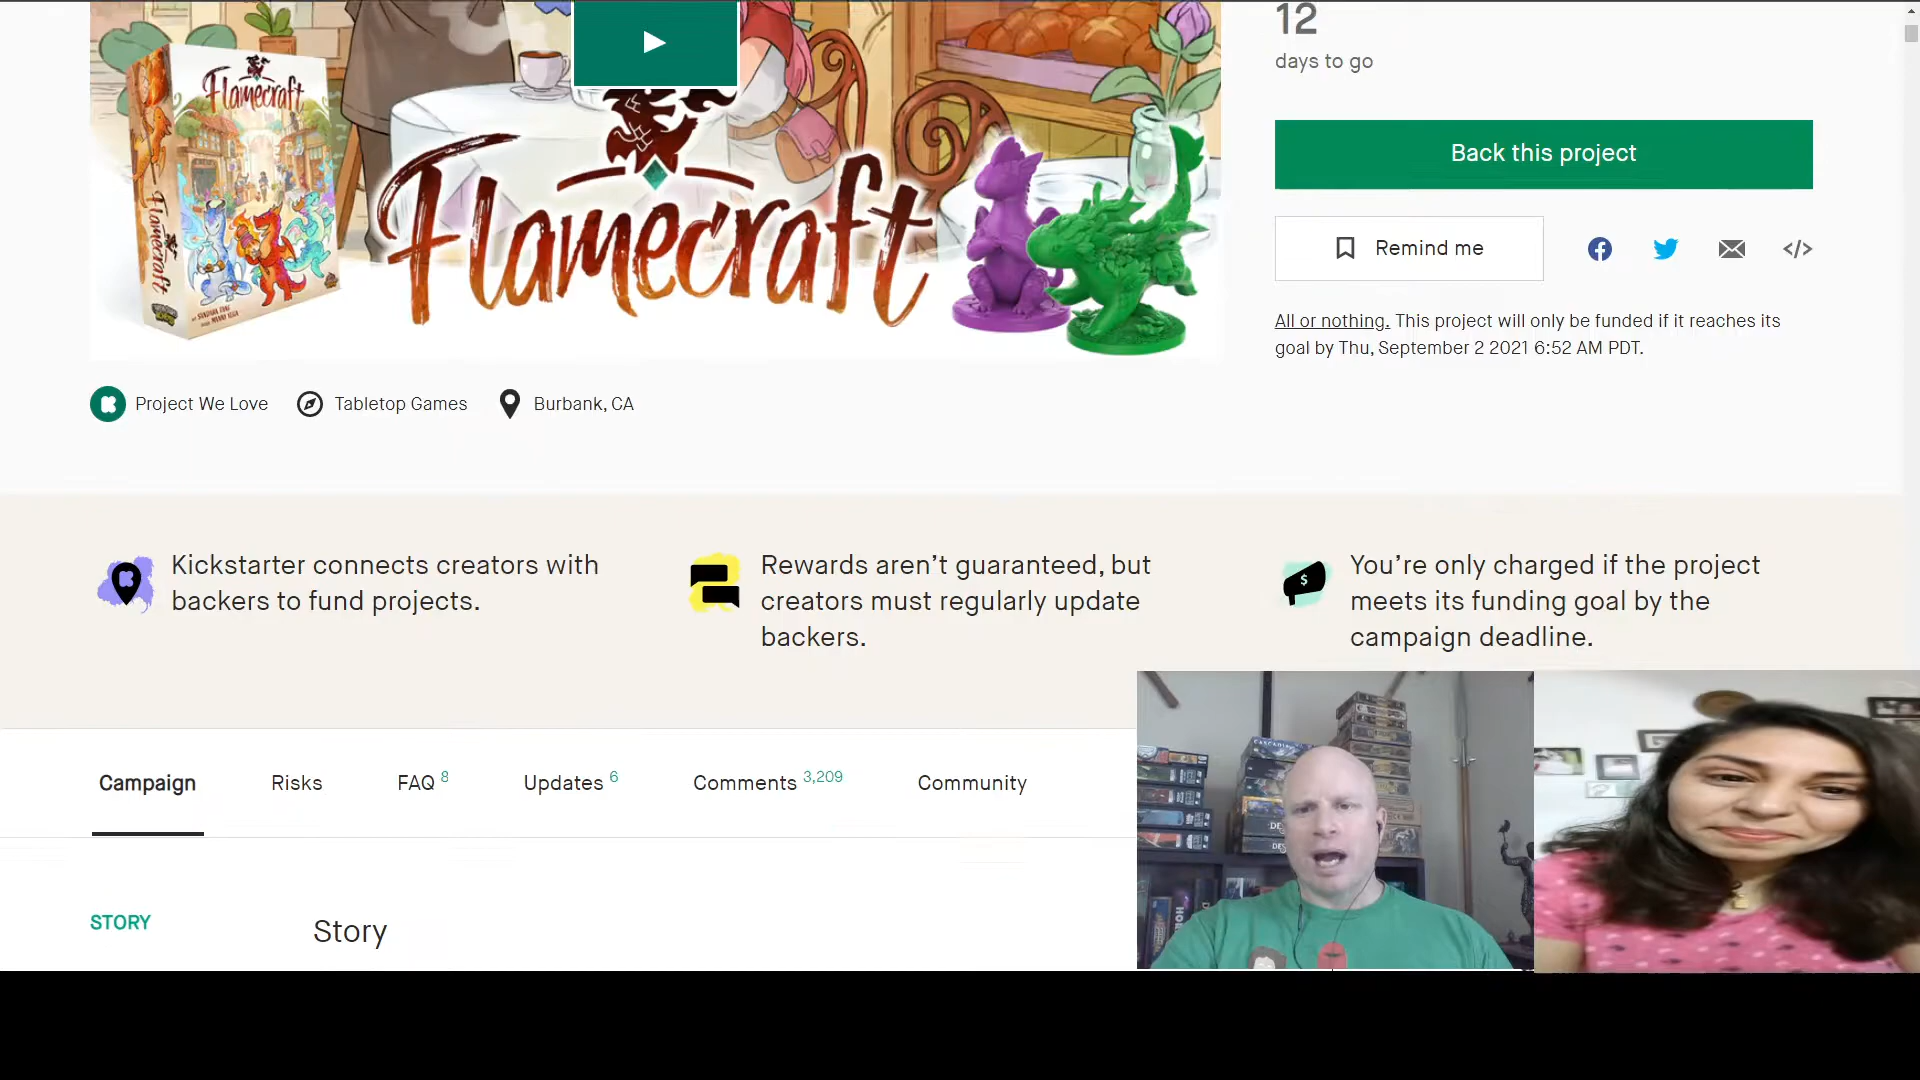 12
days to go
Flamecraft
Flamecraft
Flamecraft
Back this project
Remind me
All or nothing. This project will only be funded if it reaches its
goal by Thu, September 2 2021 6:52 AM PDT.
Project We Love
Tabletop Games
Burbank, CA
Kickstarter connects creators with
backers to fund projects.
Rewards aren't guaranteed, but
creators must regularly update
backers.
You're only charged if the project
meets its funding goal by the
campaign deadline.
Campaign
Risks
FAQ 8
Updates 6
Comments 3,209
Community
STORY
Story